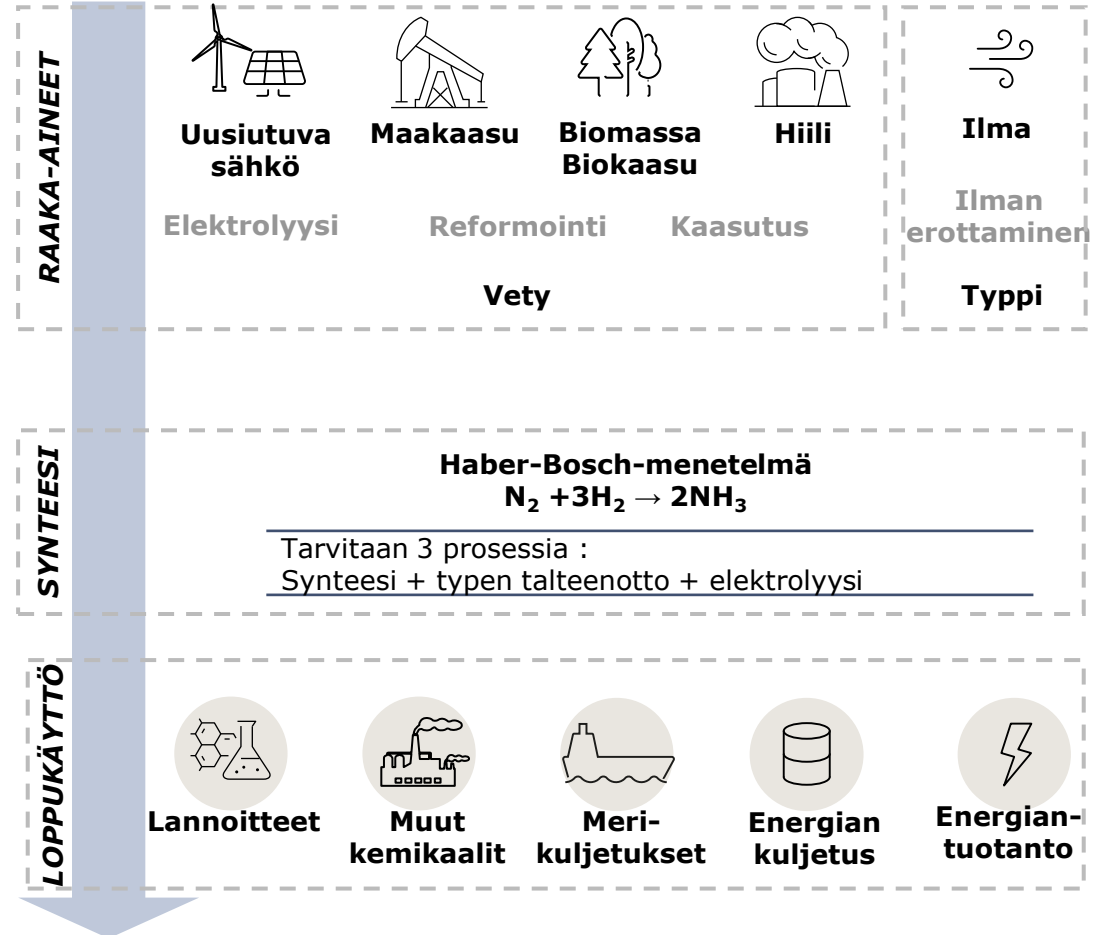 RAAKA-AINEET
Uusiutuva
sähkö
Maakaasu
Biomassa
Biokaasu
Hiili
Ilma
Elektrolyysi
Reformointi
Kaasutus
Ilman
erottaminen
Vety
Typpi
SYNTEESI
Haber-Bosch-menetelmä
N₂ +3H₂ → 2NH₃
Tarvitaan 3 prosessia :
Synteesi + typen talteenotto + elektrolyysi
LOPPUKÄYTTÖ
Lannoitteet
Muut
kemikaalit
Meri-
kuljetukset
Energian
kuljetus
Energian-
tuotanto